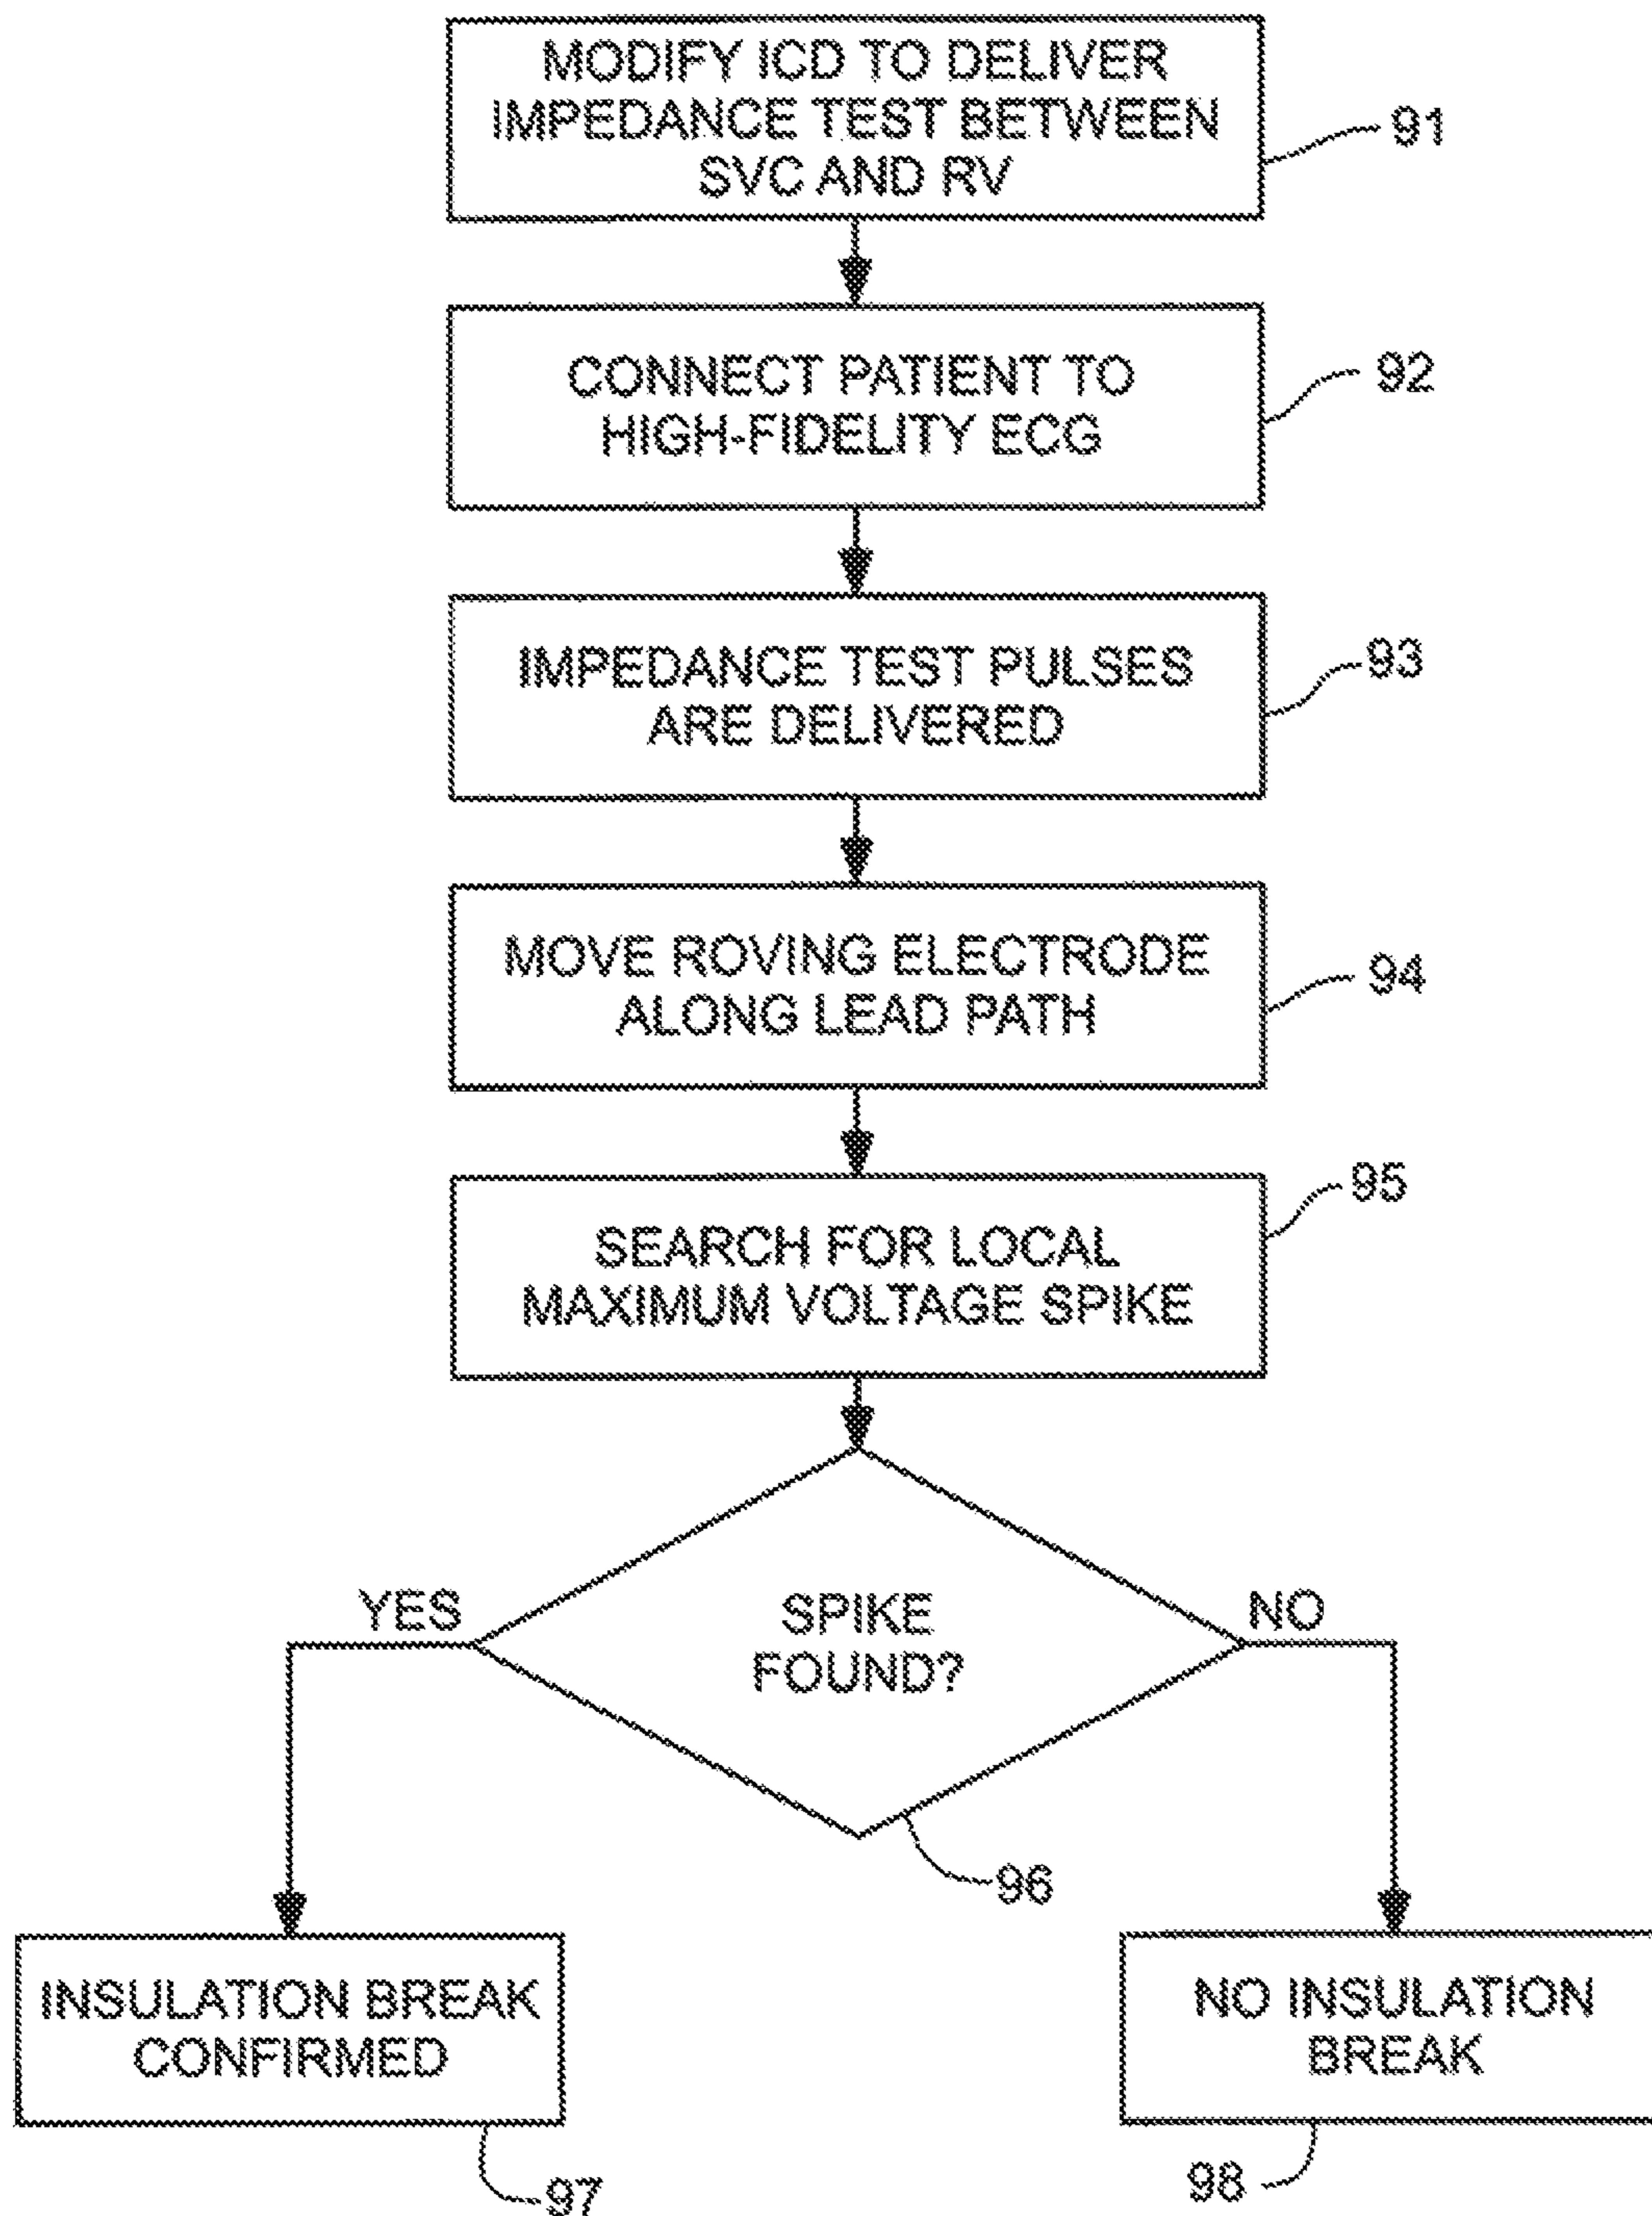 MODIFY ICD TO DELIVER
IMPEDANCE TEST BETWEEN
SVC AND RV
91
CONNECT PATIENT TO
HIGH-FIDELITY ECG
92
IMPEDANCE TEST PULSES
ARE DELIVERED
93
MOVE ROVING ELECTRODE
ALONG LEAD PATH
94
SEARCH FOR LOCAL
MAXIMUM VOLTAGE SPIKE
95
YES
SPIKE
FOUND?
NO
96
INSULATION BREAK
CONFIRMED
97
NO INSULATION
BREAK
98